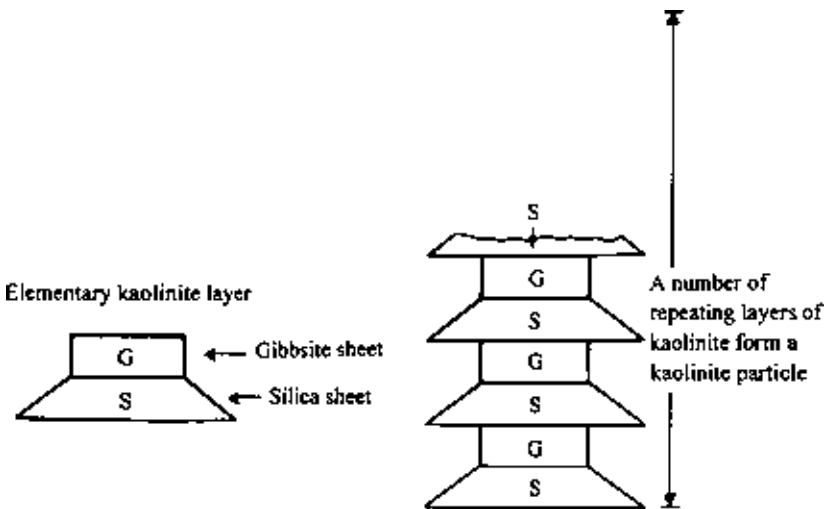 Elementary kaolinite layer
G
Gibbsite sheet
S
Silica sheet
S
G
S
G
S
G
S
A number of
repeating layers of
kaolinite form a
kaolinite particle